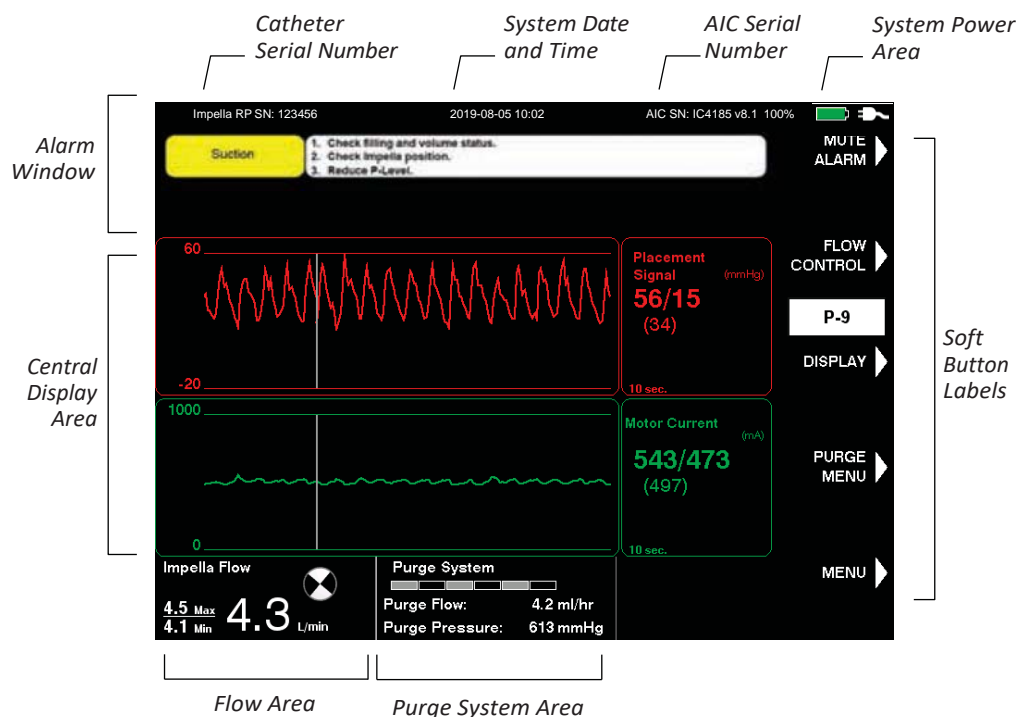 Catheter
Serial Number
System Date
and Time
AIC Serial
Number
System Power
Area
Alarm
Window
Impella RP SN: 123456
2019-08-05 10:02
AIC SN: IC4185 v8.1 100%
Suction
1. Check filling and volume status.
2. Check Impella position.
3. Reduce P-Level.
MUTE
ALARM
Central
Display
Area
60
-20
Placement
Signal (mmHg)
56/15
(34)
10 sec.
FLOW
CONTROL
P-9
DISPLAY
Soft
Button
Labels
1000
0
Motor Current
(mA)
543/473
(497)
10 sec.
PURGE
MENU
MENU
Impella Flow
4.5 Max
4.1 Min
4.3 L/min
Purge System
Purge Flow: 4.2 ml/hr
Purge Pressure: 613 mmHg
Flow Area
Purge System Area